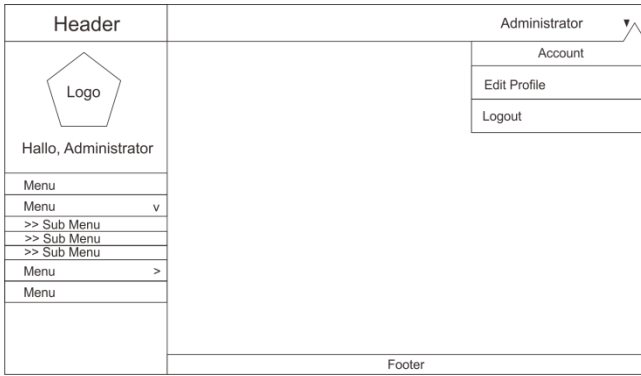 Header
Administrator
Account
Edit Profile
Logout
Logo
Hallo, Administrator
Menu
Menu v
>> Sub Menu
>> Sub Menu
>> Sub Menu
Menu >
Menu
Footer